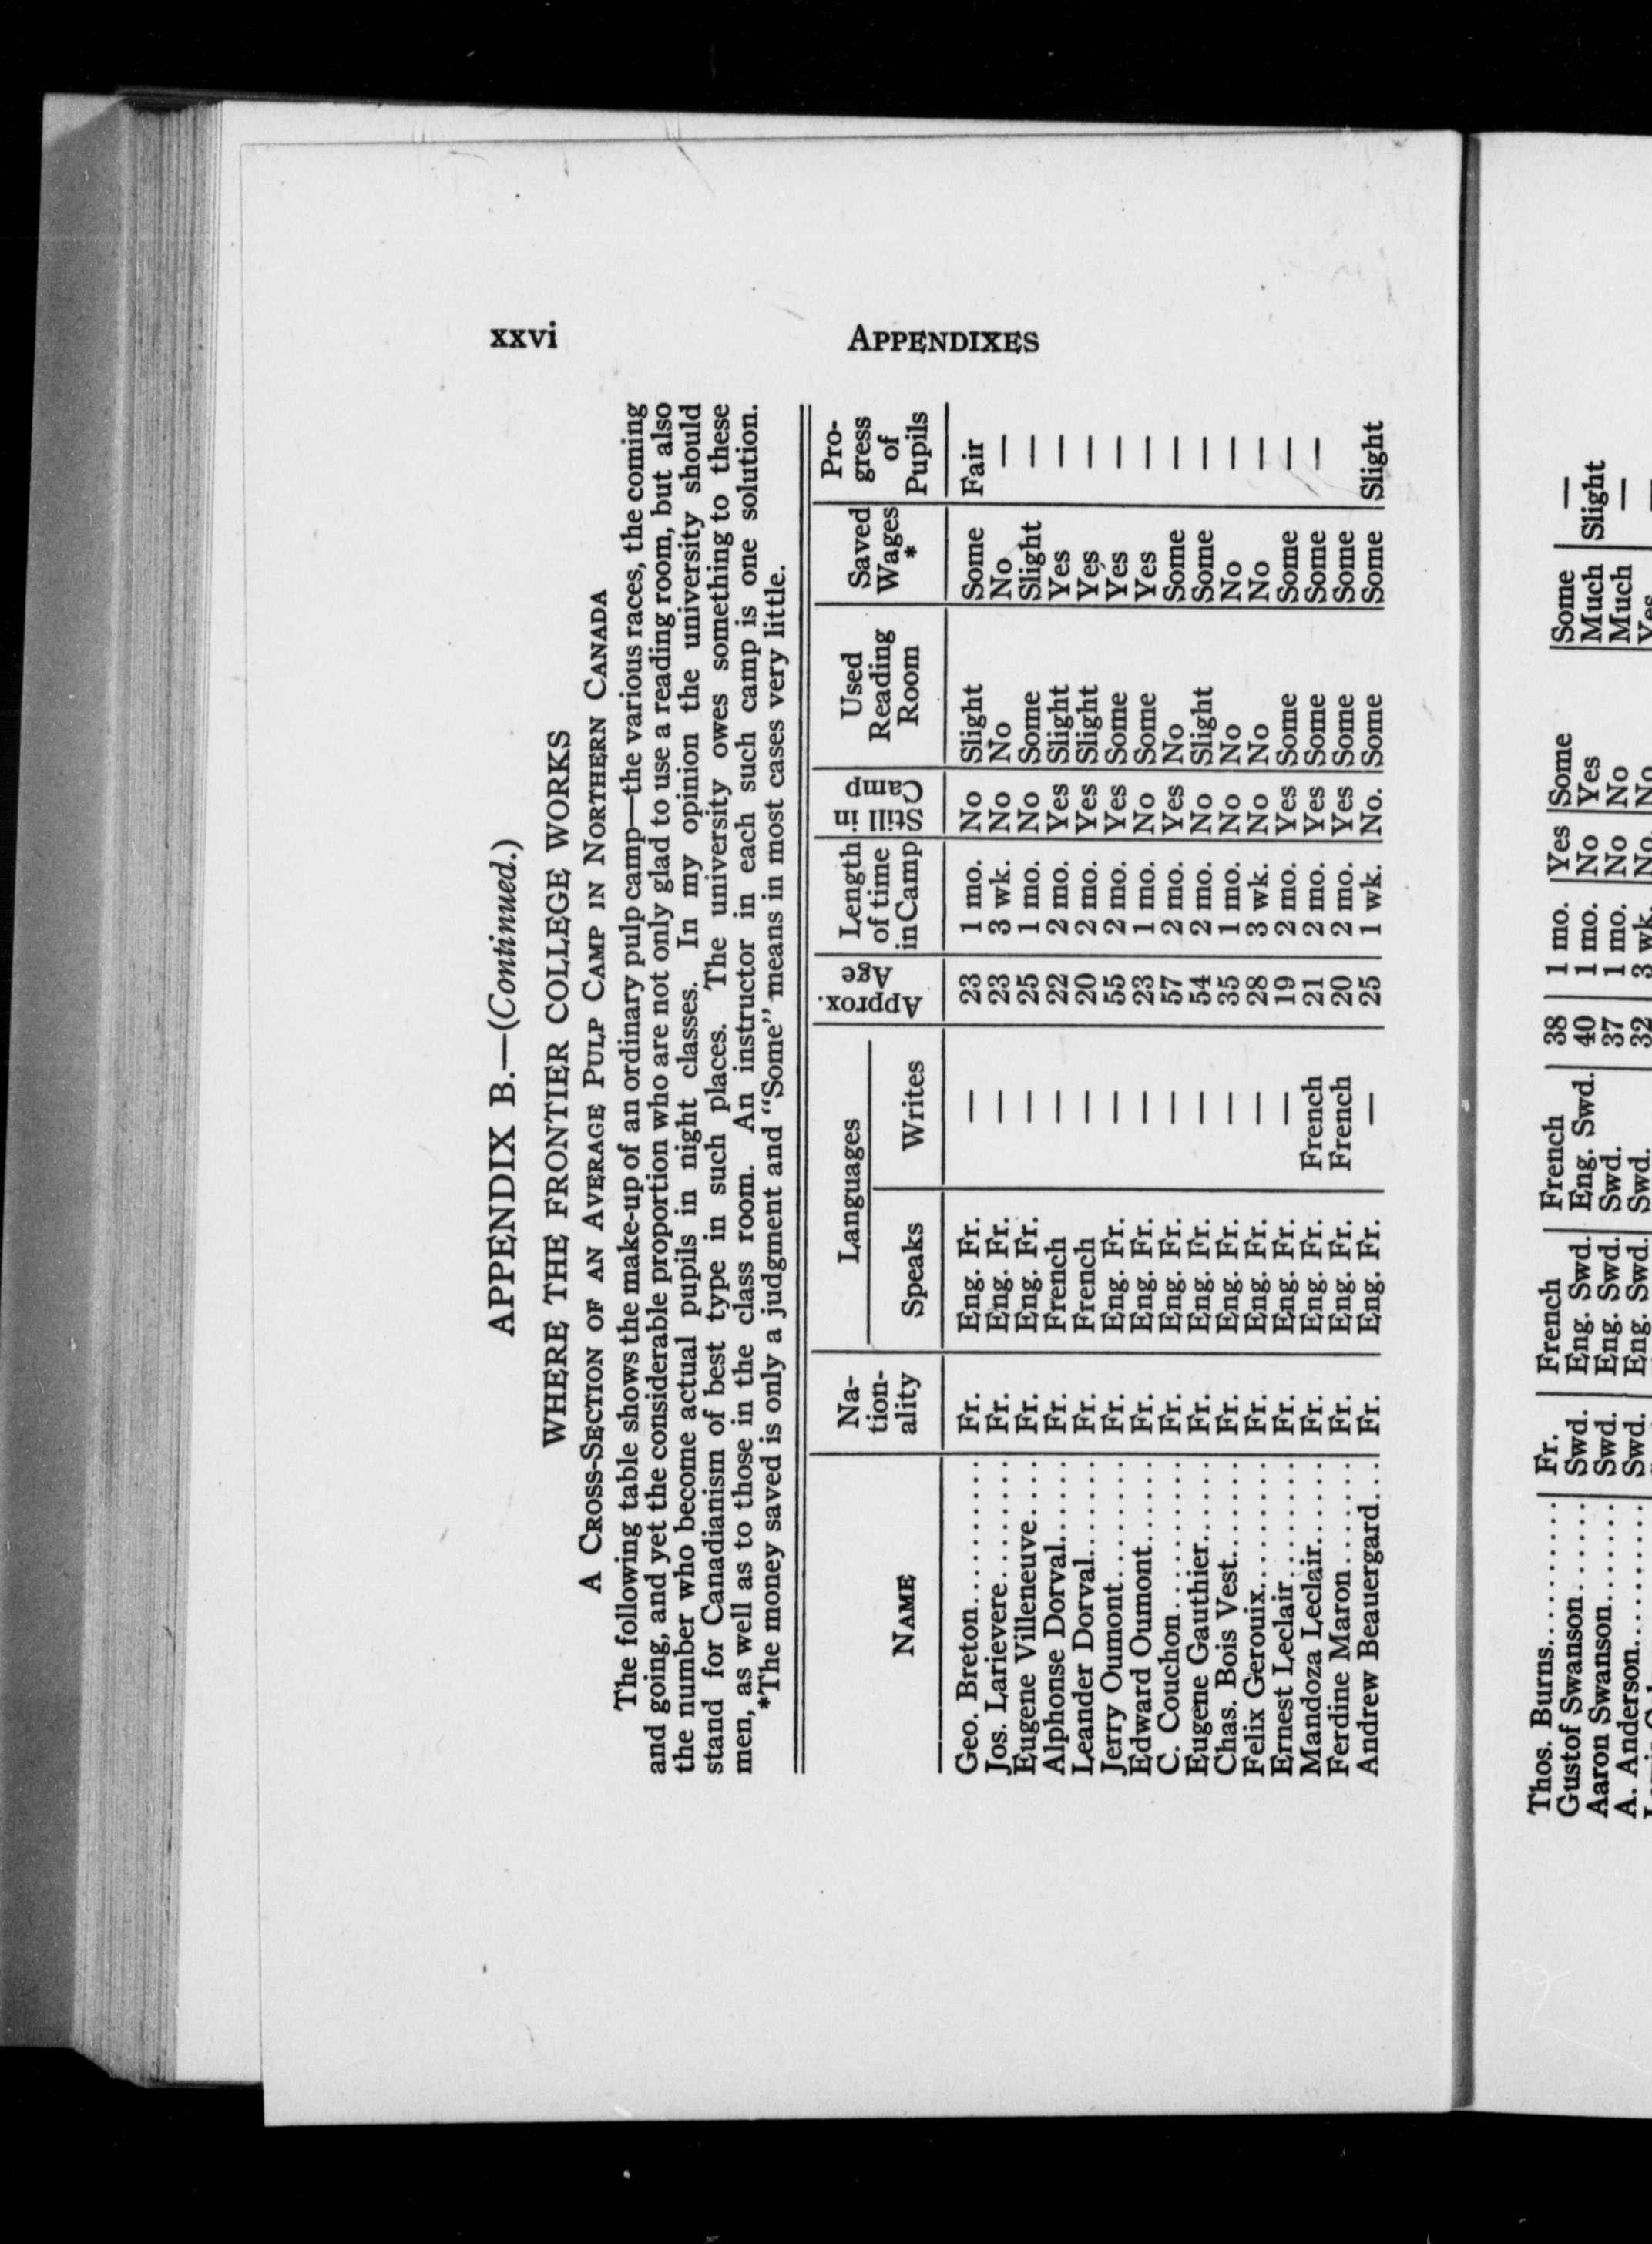 xxvi
APPENDIXES
APPENDIX B.—(Continued.)
WHERE THE FRONTIER COLLEGE WORKS
A CROSS-SECTION OF AN AVERAGE PULP CAMP IN NORTHERN CANADA
The following table shows the make-up of an ordinary pulp camp—the various races, the coming
and going, and yet the considerable proportion who are not only glad to use a reading room, but also
the number who become actual pupils in night classes. In my opinion the university should
stand for Canadianism of best type in such places. The university owes something to these
men, as well as to those in the class room. An instructor in each such camp is one solution.
*The money saved is only a judgment and "Some" means in most cases very little.
NAME Na-tion-ality Languages Speaks Writes Approx. Age Length of time in Camp Still in Camp Used Reading Room Saved Wages * Pro-gress of Pupils
Geo. Breton.......... Fr. Eng. Fr. — 23 1 mo. No Slight Some Fair
Jos. Larievere........ Fr. Eng. Fr. — 23 3 wk. No No No —
Eugene Villeneuve.... Fr. Eng. Fr. — 25 1 mo. No Some Slight —
Alphonse Dorval...... Fr. French — 22 2 mo. Yes Slight Yes —
Leander Dorval....... Fr. French — 20 2 mo. Yes Slight Yes —
Jerry Oumont........ Fr. Eng. Fr. — 55 2 mo. Yes Some Yes —
Edward Oumont...... Fr. Eng. Fr. — 23 1 mo. No Some Yes —
C. Couchon.......... Fr. Eng. Fr. — 57 2 mo. Yes No Some —
Eugene Gauthier...... Fr. Eng. Fr. — 54 2 mo. No Slight Some —
Chas. Bois Vest....... Fr. Eng. Fr. — 35 1 mo. No No No —
Felix Gerouix......... Fr. Eng. Fr. — 28 3 wk. No No No —
Ernest Leclair........ Fr. Eng. Fr. — 19 2 mo. Yes Some Some —
Mandoza Leclair...... Fr. Eng. Fr. French 21 2 mo. Yes Some Some —
Ferdine Maron....... Fr. Eng. Fr. French 20 2 mo. Yes Some Some
Andrew Beauergard... Fr. Eng. Fr. — 25 1 wk. No. Some Some Slight
Thos. Burns......... Fr. French French 38 1 mo. Yes Some Some —
Gustof Swanson...... Swd. Eng. Swd. Eng. Swd. 40 1 mo. No Yes Much Slight
Aaron Swanson....... Swd. Eng. Swd. Swd. 37 1 mo. No No Much —
A. Anderson......... Swd. Eng. Swd. Swd. 32 3 wk. No. No Yes